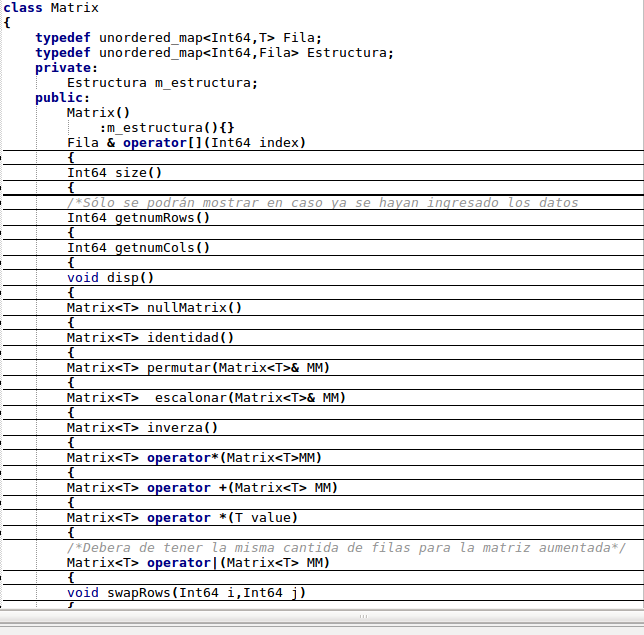 class Matrix
{
    typedef unordered_map<Int64,T> Fila;
    typedef unordered_map<Int64,Fila> Estructura;
    private:
        Estructura m_estructura;
    public:
        Matrix()
            :m_estructura(){}
        Fila & operator[](Int64 index)
        {
        Int64 size()
        {
        /*Sólo se podrán mostrar en caso ya se hayan ingresado los datos
        Int64 getnumRows()
        {
        Int64 getnumCols()
        {
        void disp()
        {
        Matrix<T> nullMatrix()
        {
        Matrix<T> identidad()
        {
        Matrix<T> permutar(Matrix<T>& MM)
        {
        Matrix<T>  escalonar(Matrix<T>& MM)
        {
        Matrix<T> inverza()
        {
        Matrix<T> operator*(Matrix<T>MM)
        {
        Matrix<T> operator +(Matrix<T> MM)
        {
        Matrix<T> operator *(T value)
        {
        /*Debera de tener la misma cantida de filas para la matriz aumentada*/
        Matrix<T> operator|(Matrix<T> MM)
        {
        void swapRows(Int64 i,Int64 j)
        {